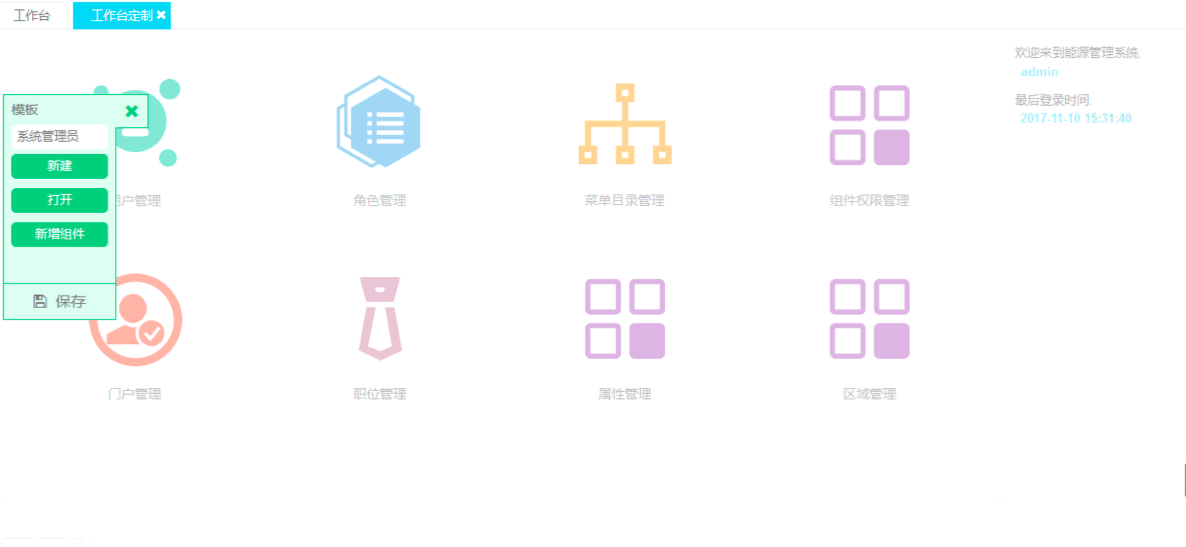 工作台 工作台定制
欢迎来到能源管理系统:
admin
最后登录时间:
2017-11-10 15:31:40
模板
系统管理员
新建
打开
新增组件
保存
户管理 角色管理 菜单目录管理 组件权限管理
门户管理 职位管理 属性管理 区域管理